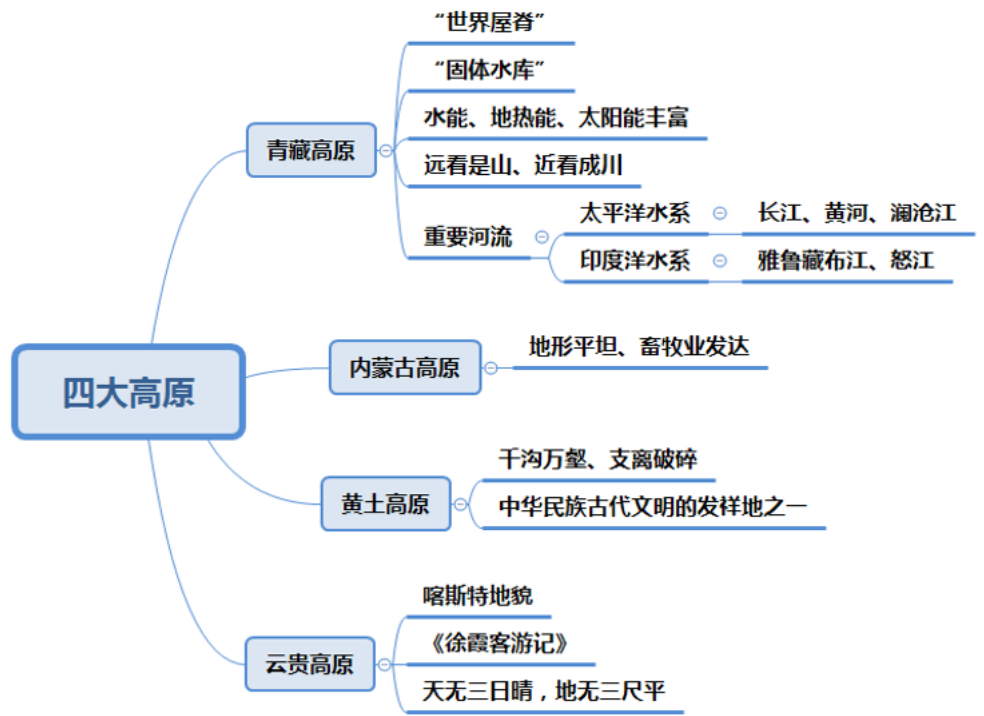 四大高原
青藏高原
“世界屋脊”
“固体水库”
水能、地热能、太阳能丰富
远看是山、近看成川
重要河流
太平洋水系
长江、黄河、澜沧江
印度洋水系
雅鲁藏布江、怒江
内蒙古高原
地形平坦、畜牧业发达
黄土高原
千沟万壑、支离破碎
中华民族古代文明的发祥地之一
云贵高原
喀斯特地貌
《徐霞客游记》
天无三日晴，地无三尺平